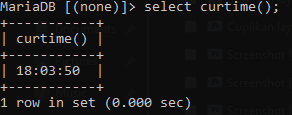 MariaDB [(none)]> select curtime();
+-----------+
| curtime() |
+-----------+
| 18:03:50  |
+-----------+
1 row in set (0.000 sec)